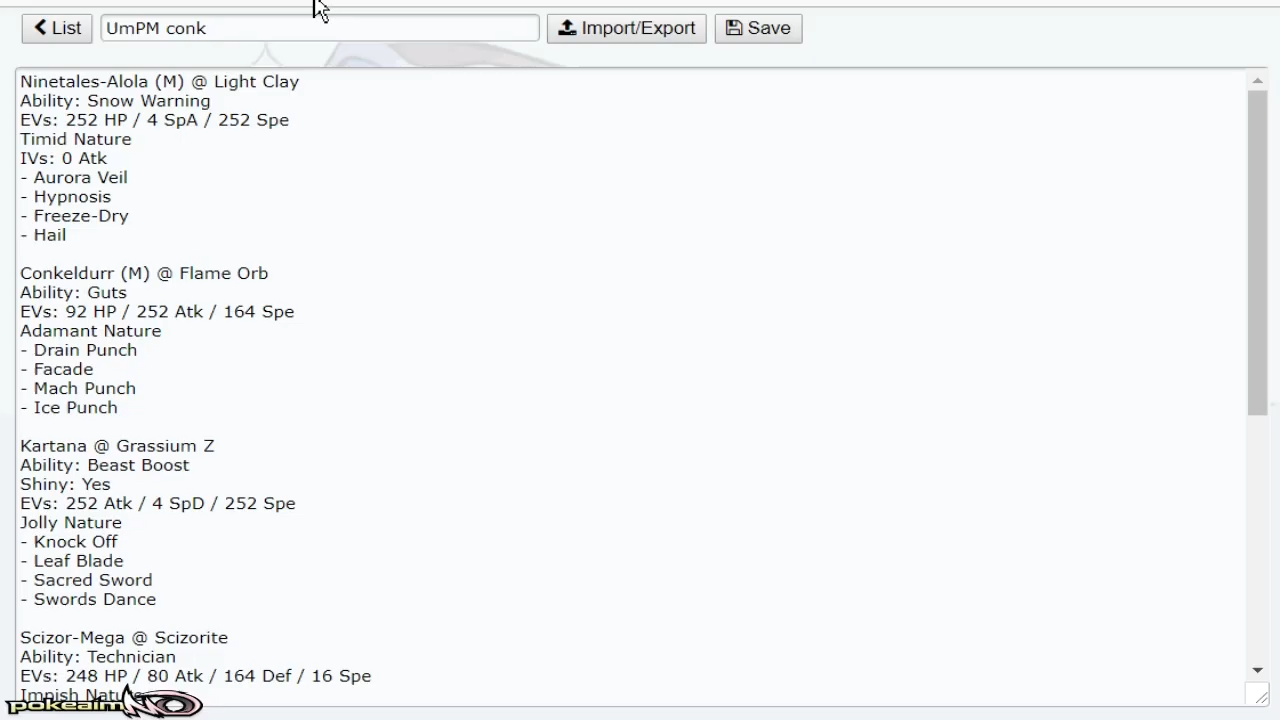 List
UmPM conk
Import/Export
Save
Ninetales-Alola (M) @ Light Clay
Ability: Snow Warning
EVs: 252 HP / 4 SpA / 252 Spe
Timid Nature
IVs: 0 Atk
- Aurora Veil
- Hypnosis
- Freeze-Dry
- Hail
Conkeldurr (M) @ Flame Orb
Ability: Guts
EVs: 92 HP / 252 Atk / 164 Spe
Adamant Nature
- Drain Punch
- Facade
- Mach Punch
- Ice Punch
Kartana @ Grassium Z
Ability: Beast Boost
Shiny: Yes
EVs: 252 Atk / 4 SpD / 252 Spe
Jolly Nature
- Knock Off
- Leaf Blade
- Sacred Sword
- Swords Dance
Scizor-Mega @ Scizorite
Ability: Technician
EVs: 248 HP / 80 Atk / 164 Def / 16 Spe
Impish Nature
pokeaimMD